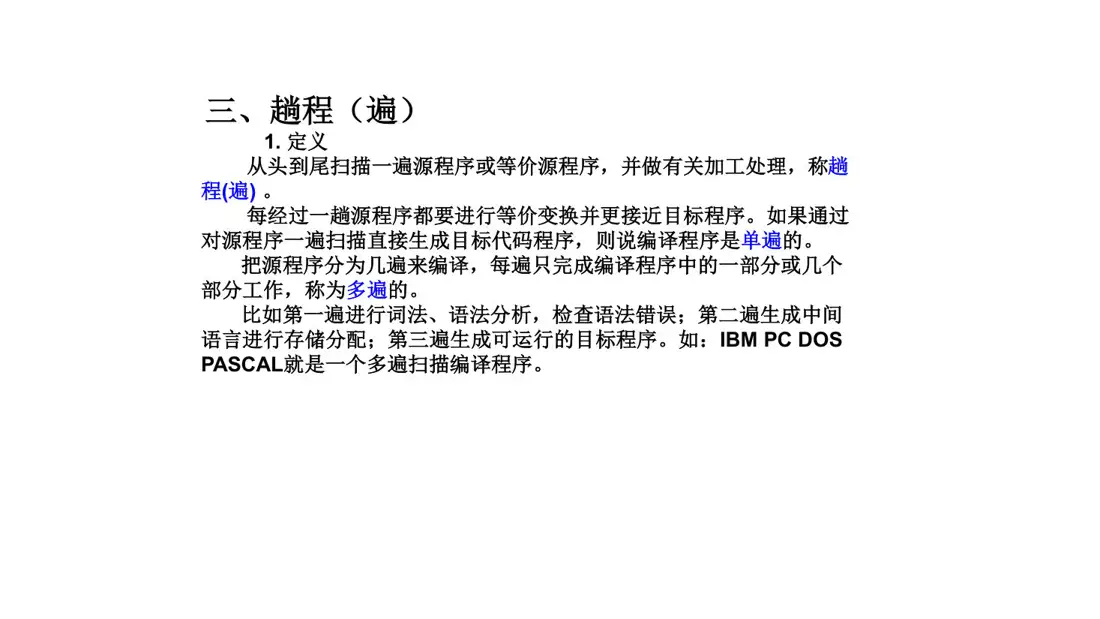 三、趟程（遍）
1. 定义
从头到尾扫描一遍源程序或等价源程序，并做有关加工处理，称趟
程(遍) 。
每经过一趟源程序都要进行等价变换并更接近目标程序。如果通过
对源程序一遍扫描直接生成目标代码程序，则说编译程序是单遍的。
把源程序分为几遍来编译，每遍只完成编译程序中的一部分或几个
部分工作，称为多遍的。
比如第一遍进行词法、语法分析，检查语法错误；第二遍生成中间
语言进行存储分配；第三遍生成可运行的目标程序。如：IBM PC DOS
PASCAL就是一个多遍扫描编译程序。